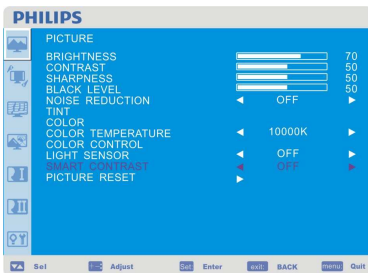 PHILIPS
PICTURE
BRIGHTNESS 70
CONTRAST 50
SHARPNESS 50
BLACK LEVEL 50
NOISE REDUCTION OFF
TINT
COLOR
COLOR TEMPERATURE 10000K
COLOR CONTROL
LIGHT SENSOR OFF
SMART CONTRAST OFF
PICTURE RESET
Sel Adjust Set: Enter exit: BACK menu: Quit